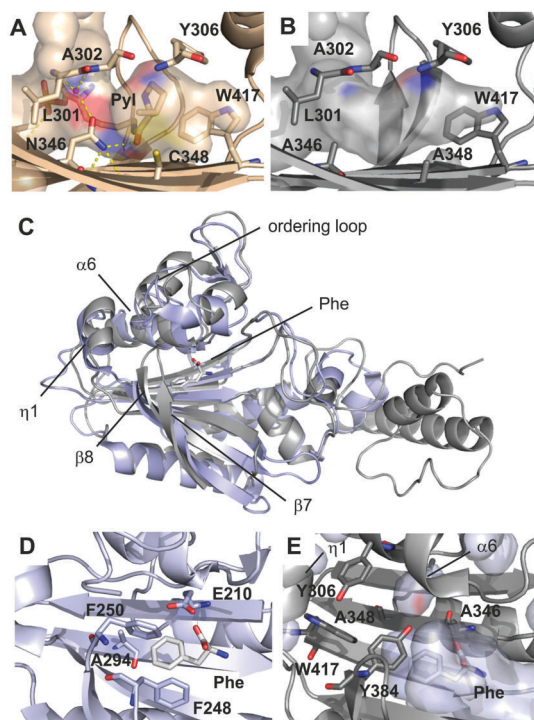 A
A302
Y306
Pyl
W417
L301
N346
C348
B
A302
Y306
L301
W417
A346
A348
C
ordering loop
α6
Phe
η1
β8
β7
D
E210
F250
A294
Phe
F248
E
η1
α6
Y306
A348
A346
W417
Y384
Phe